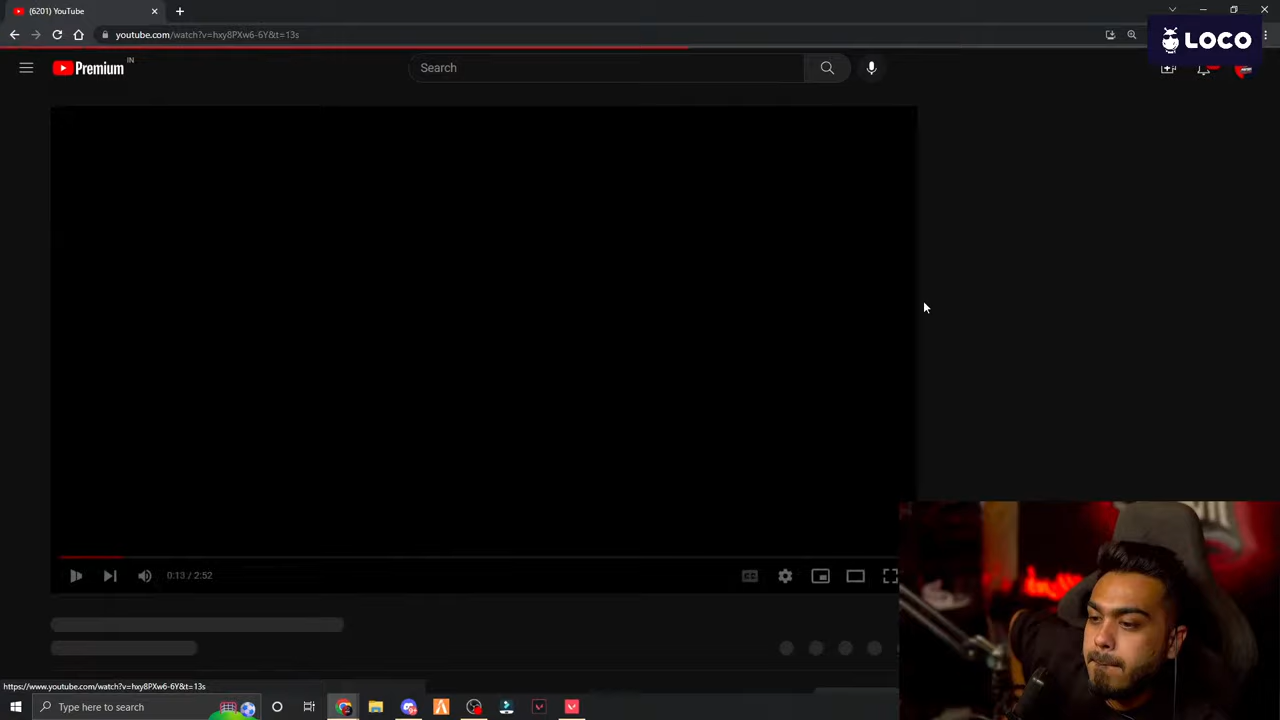 (6201) YouTube
youtube.com/watch?v=hxy8PXw6-6Y&t=13s
LOCO
Premium IN
Search
0:13 / 2:52
CC
https://www.youtube.com/watch?v=hxy8PXw6-6Y&t=13s
Type here to search